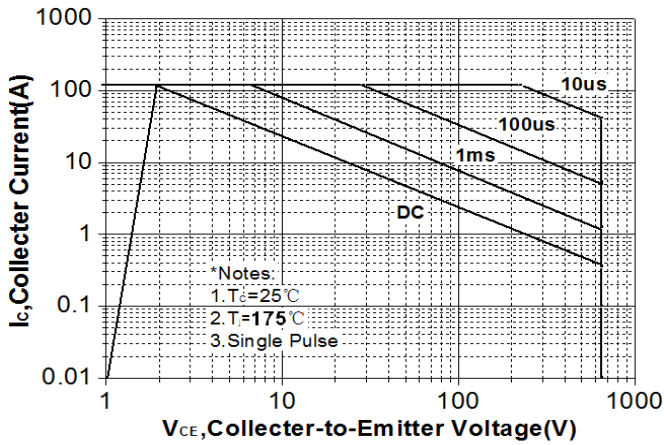 1000
100
10
1
0.1
0.01
Ic,Collecter Current(A)
10us
100us
1ms
DC
*Notes:
1.Tc=25℃
2.Tj=175℃
3.Single Pulse
1
10
100
1000
VCE,Collecter-to-Emitter Voltage(V)